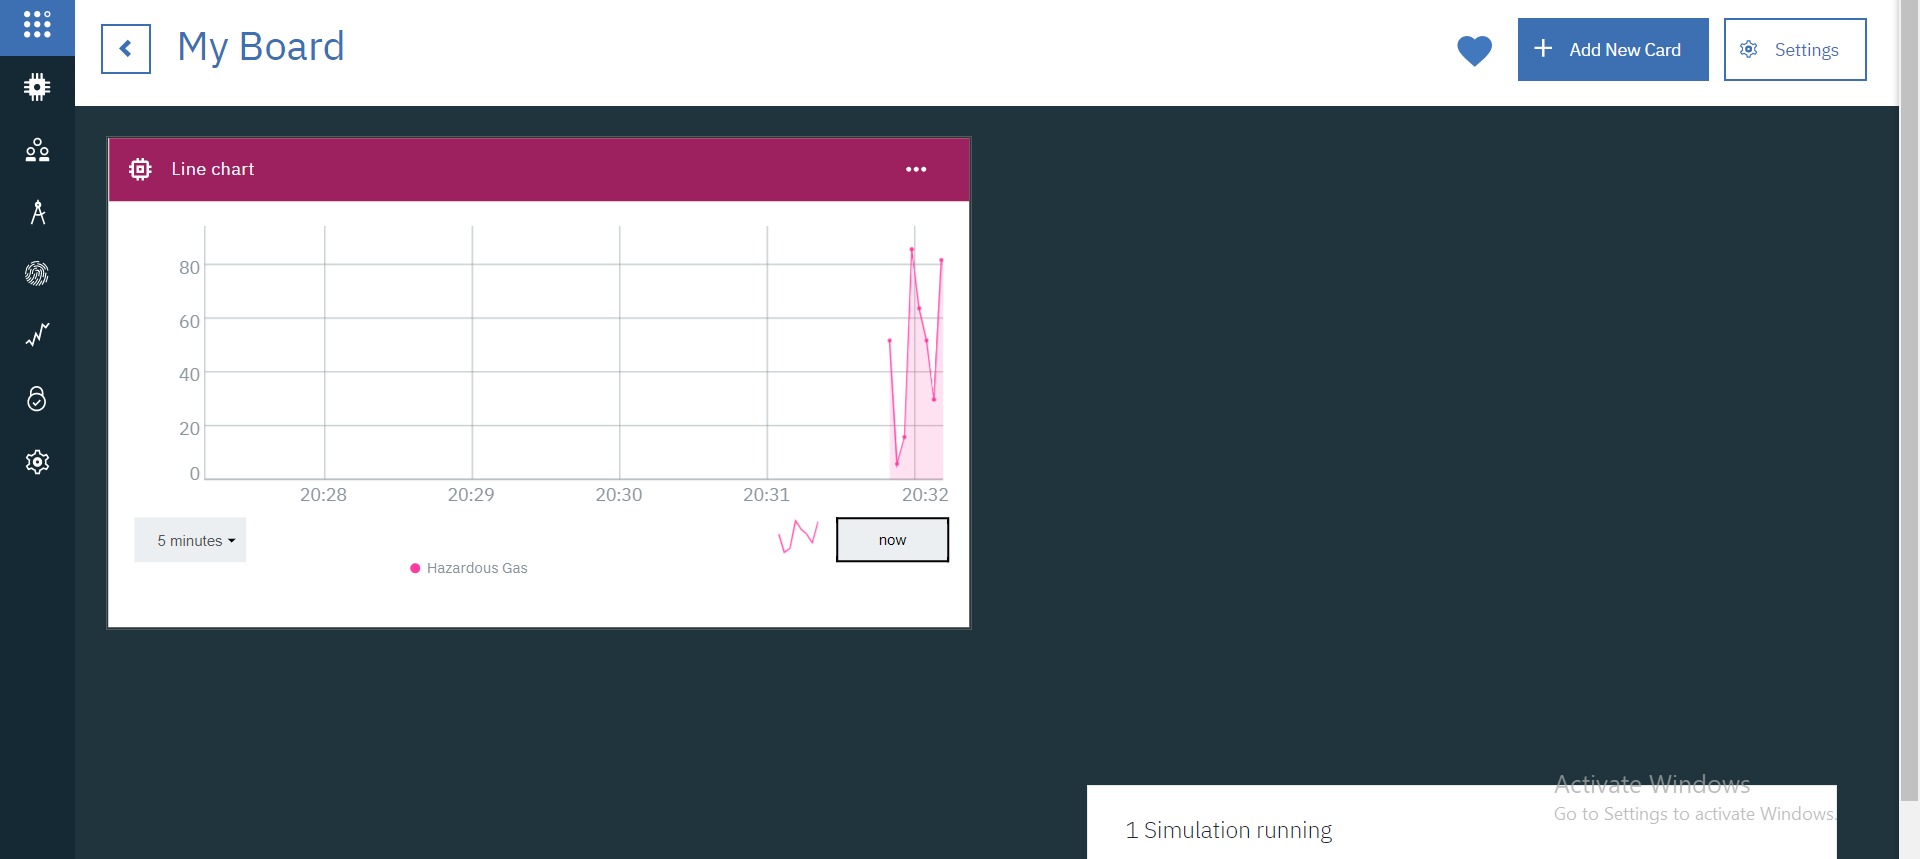 My Board
Add New Card
Settings
Line chart
80
60
40
20
0
20:28 20:29 20:30 20:31 20:32
5 minutes
now
Hazardous Gas
Activate Windows
Go to Settings to activate Windows.
1 Simulation running